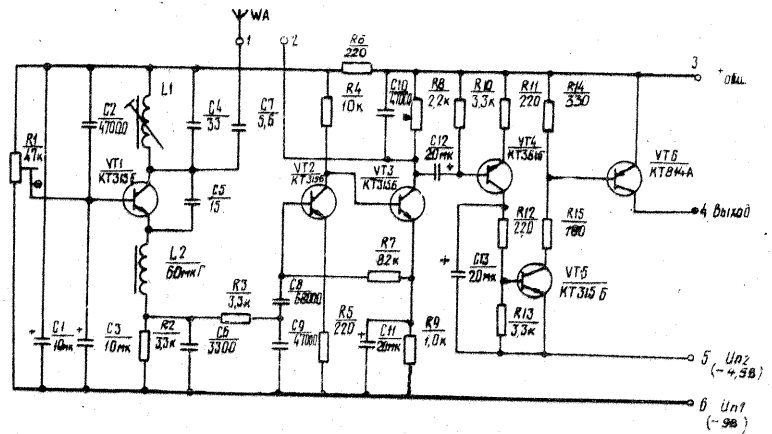 WA
1
2
R6
220
3
+ общ.
L1
C2
47000
C4
33
C7
5,6
R4
10к
C10
47000
R8
2,2к
R10
3,3к
R11
220
R14
330
R1
47к
VT1
КТ315Б
C5
15
VT2
КТ315Б
VT3
КТ315Б
C12
20мк
+
VT4
VT6
КТ814А
4 Выход
L2
60мкГ
R3
3,3к
C8
68000
R7
8.2к
R12
220
R15
180
+
C13
20мк
VT5
КТ315Б
R13
3,3к
+
C1
10мк
+
C3
10мк
R2
3,3к
C6
3300
C9
47000
R5
220
+
C11
20мк
R9
1,0к
5 Uп2
(-4,5В)
6 Uп1
(-9В)